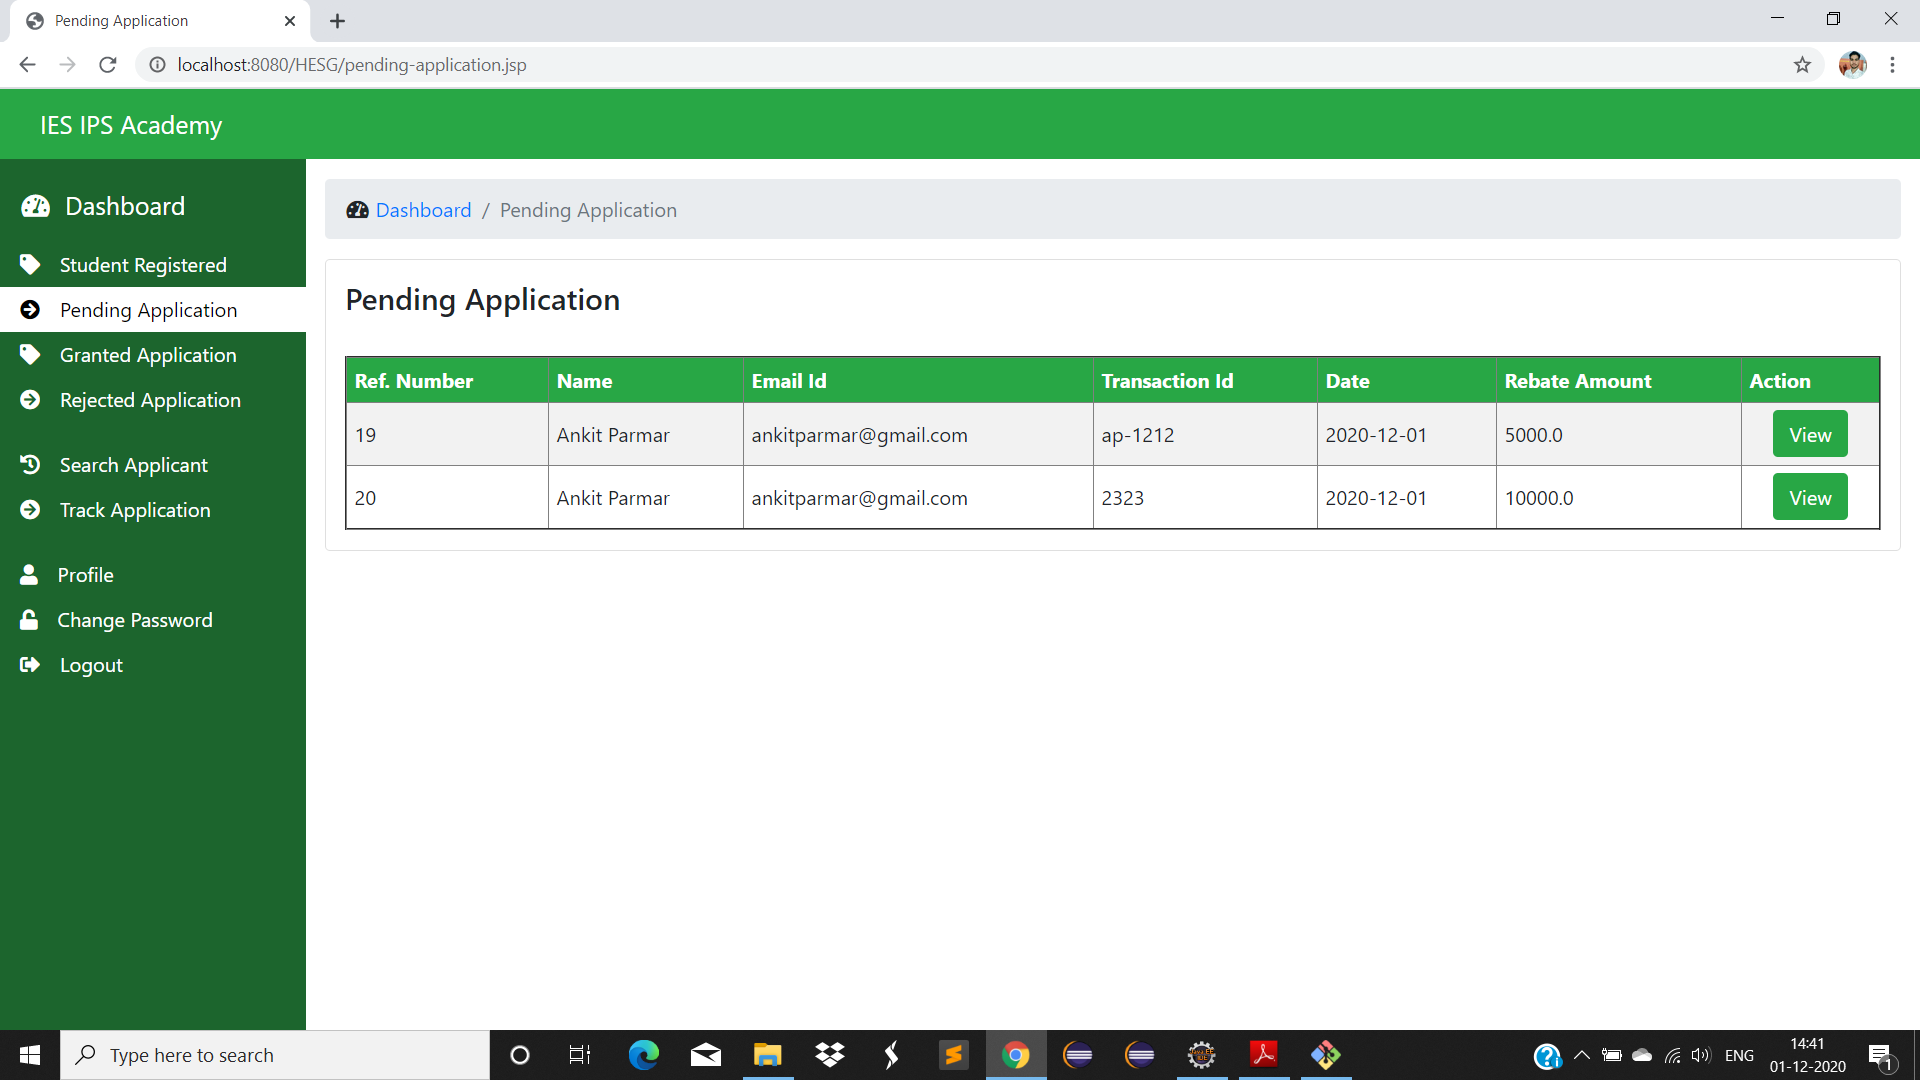 Pending Application
localhost:8080/HESG/pending-application.jsp
IES IPS Academy
Dashboard
Student Registered
Pending Application
Granted Application
Rejected Application
Search Applicant
Track Application
Profile
Change Password
Logout
Dashboard / Pending Application
Pending Application
Ref. Number Name Email Id Transaction Id Date Rebate Amount Action
19 Ankit Parmar ankitparmar@gmail.com ap-1212 2020-12-01 5000.0 View
20 Ankit Parmar ankitparmar@gmail.com 2323 2020-12-01 10000.0 View
Type here to search
ENG
14:41
01-12-2020
1